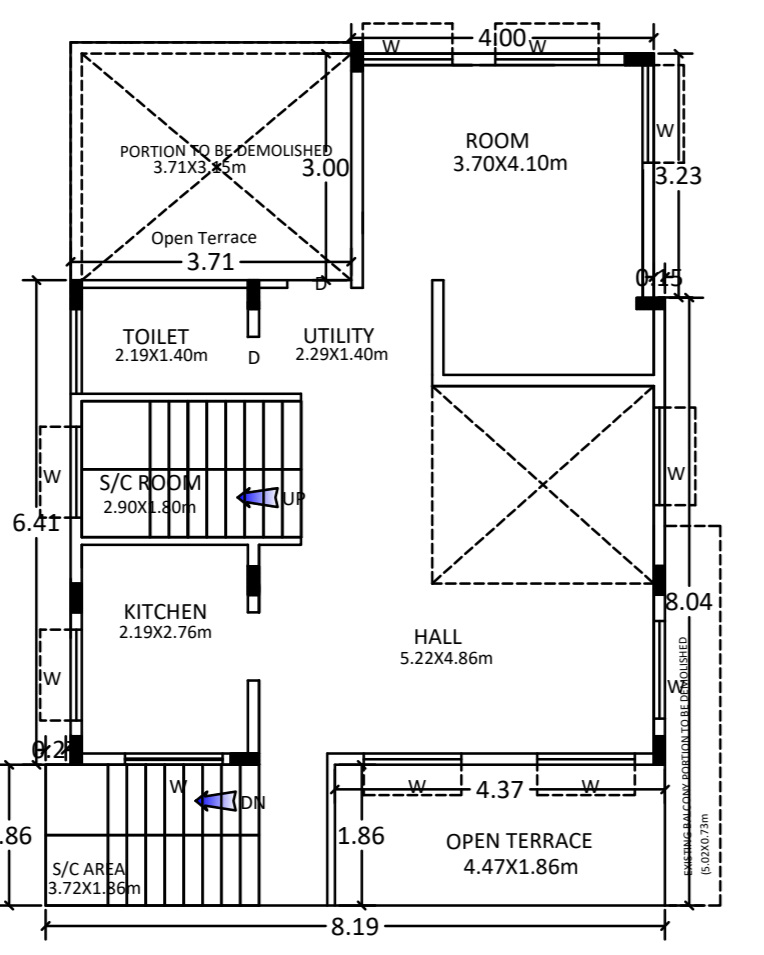 4.00
W
W
W
PORTION TO BE DEMOLISHED
3.71X3.15m
3.00
ROOM
3.70X4.10m
3.23
Open Terrace
3.71
D
0.15
TOILET
2.19X1.40m
D
UTILITY
2.29X1.40m
W
S/C ROOM
2.90X1.80m
UP
W
6.41
8.04
KITCHEN
2.19X2.76m
HALL
5.22X4.86m
W
W
EXISTING BALCONY PORTION TO BE DEMOLISHED
(5.02X0.73m
W
DN
W
4.37
W
.86
1.86
OPEN TERRACE
4.47X1.86m
S/C AREA
3.72X1.86m
8.19